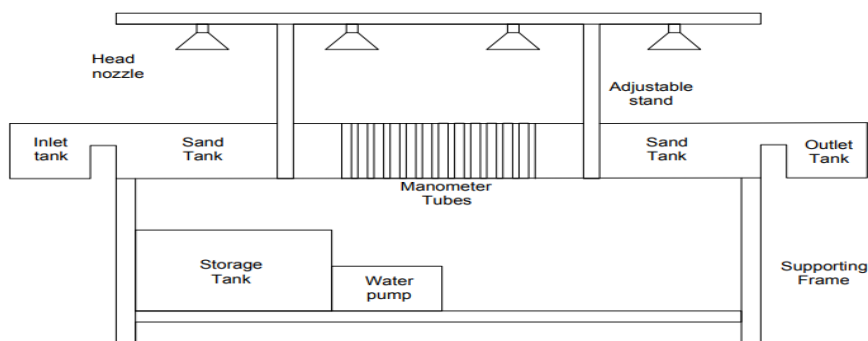 Head
nozzle
Adjustable
stand
Inlet
tank
Sand
Tank
Sand
Tank
Outlet
Tank
Manometer
Tubes
Storage
Tank
Water
pump
Supporting
Frame